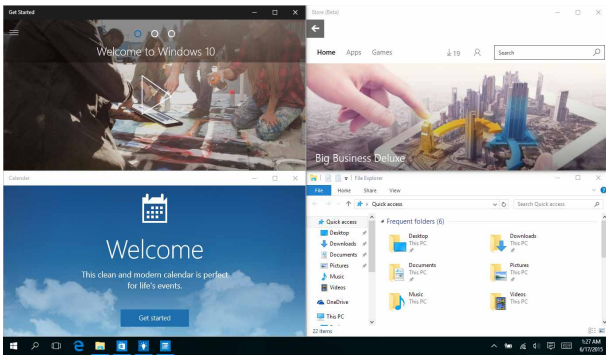 Get Started
Welcome to Windows 10
Store (Beta)
Home Apps Games 19 Search
Big Business Deluxe
Calendar
Welcome
This clean and modern calendar is perfect
for life's events.
Get started
File Explorer
File Home Share View
Quick access Search Quick access
Quick access
Desktop
Downloads
Documents
Pictures
Music
Videos
OneDrive
This PC
22 items
Frequent folders (6)
Desktop
This PC
Downloads
This PC
Documents
This PC
Pictures
This PC
Music
This PC
Videos
This PC
5:27 AM
6/17/2015